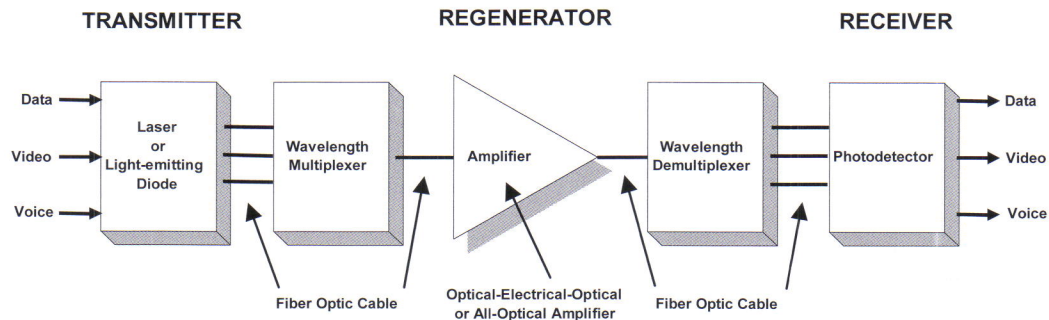 TRANSMITTER
REGENERATOR
RECEIVER
Data
Video
Voice
Laser
or
Light-emitting
Diode
Wavelength
Multiplexer
Amplifier
Wavelength
Demultiplexer
Photodetector
Data
Video
Voice
Fiber Optic Cable
Optical-Electrical-Optical
or All-Optical Amplifier
Fiber Optic Cable